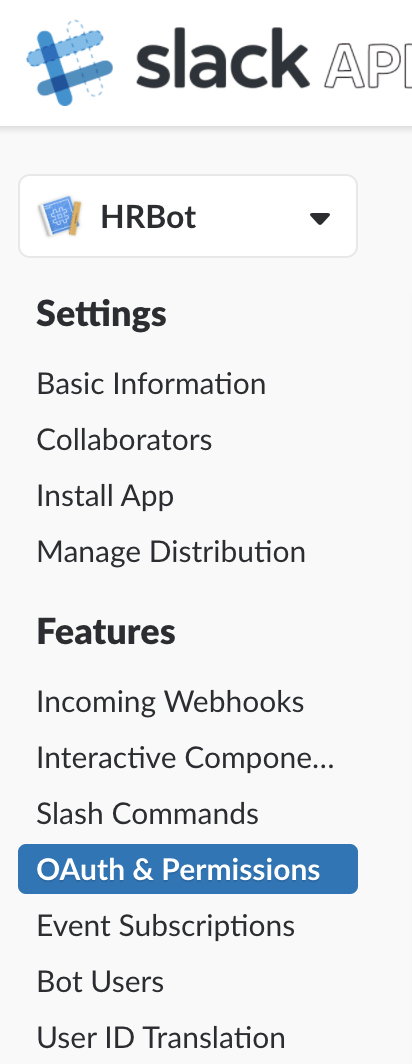 slack API
HRBot
Settings
Basic Information
Collaborators
Install App
Manage Distribution
Features
Incoming Webhooks
Interactive Compone...
Slash Commands
OAuth & Permissions
Event Subscriptions
Bot Users
User ID Translation